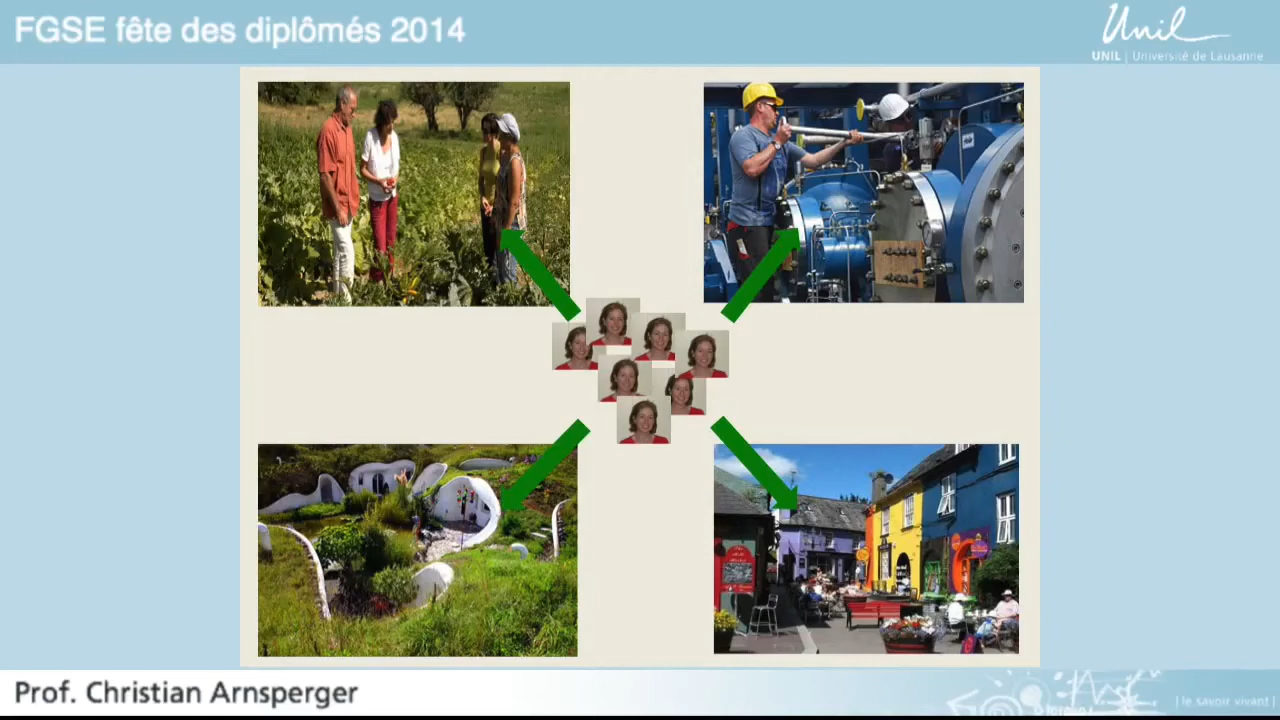 FGSE fête des diplômés 2014
Unil
UNIL | Université de Lausanne
Prof. Christian Arnsperger
| le savoir vivant |